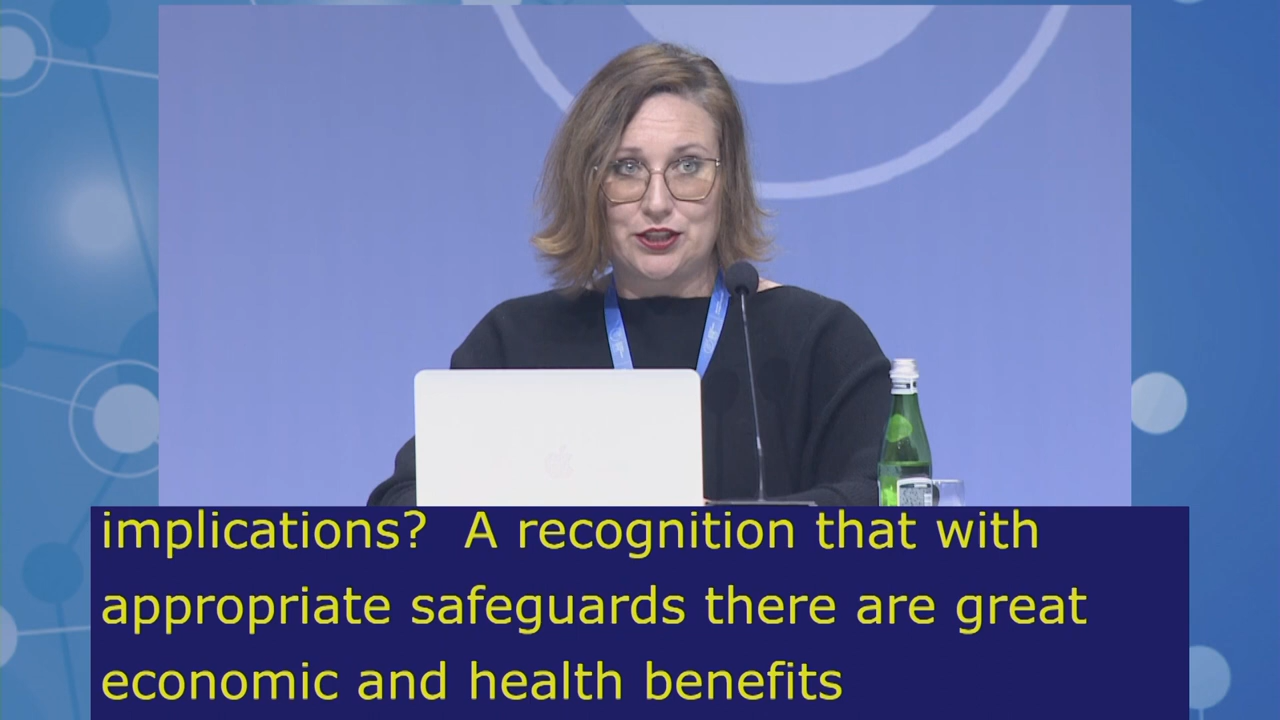 implications?  A recognition that with
appropriate safeguards there are great
economic and health benefits